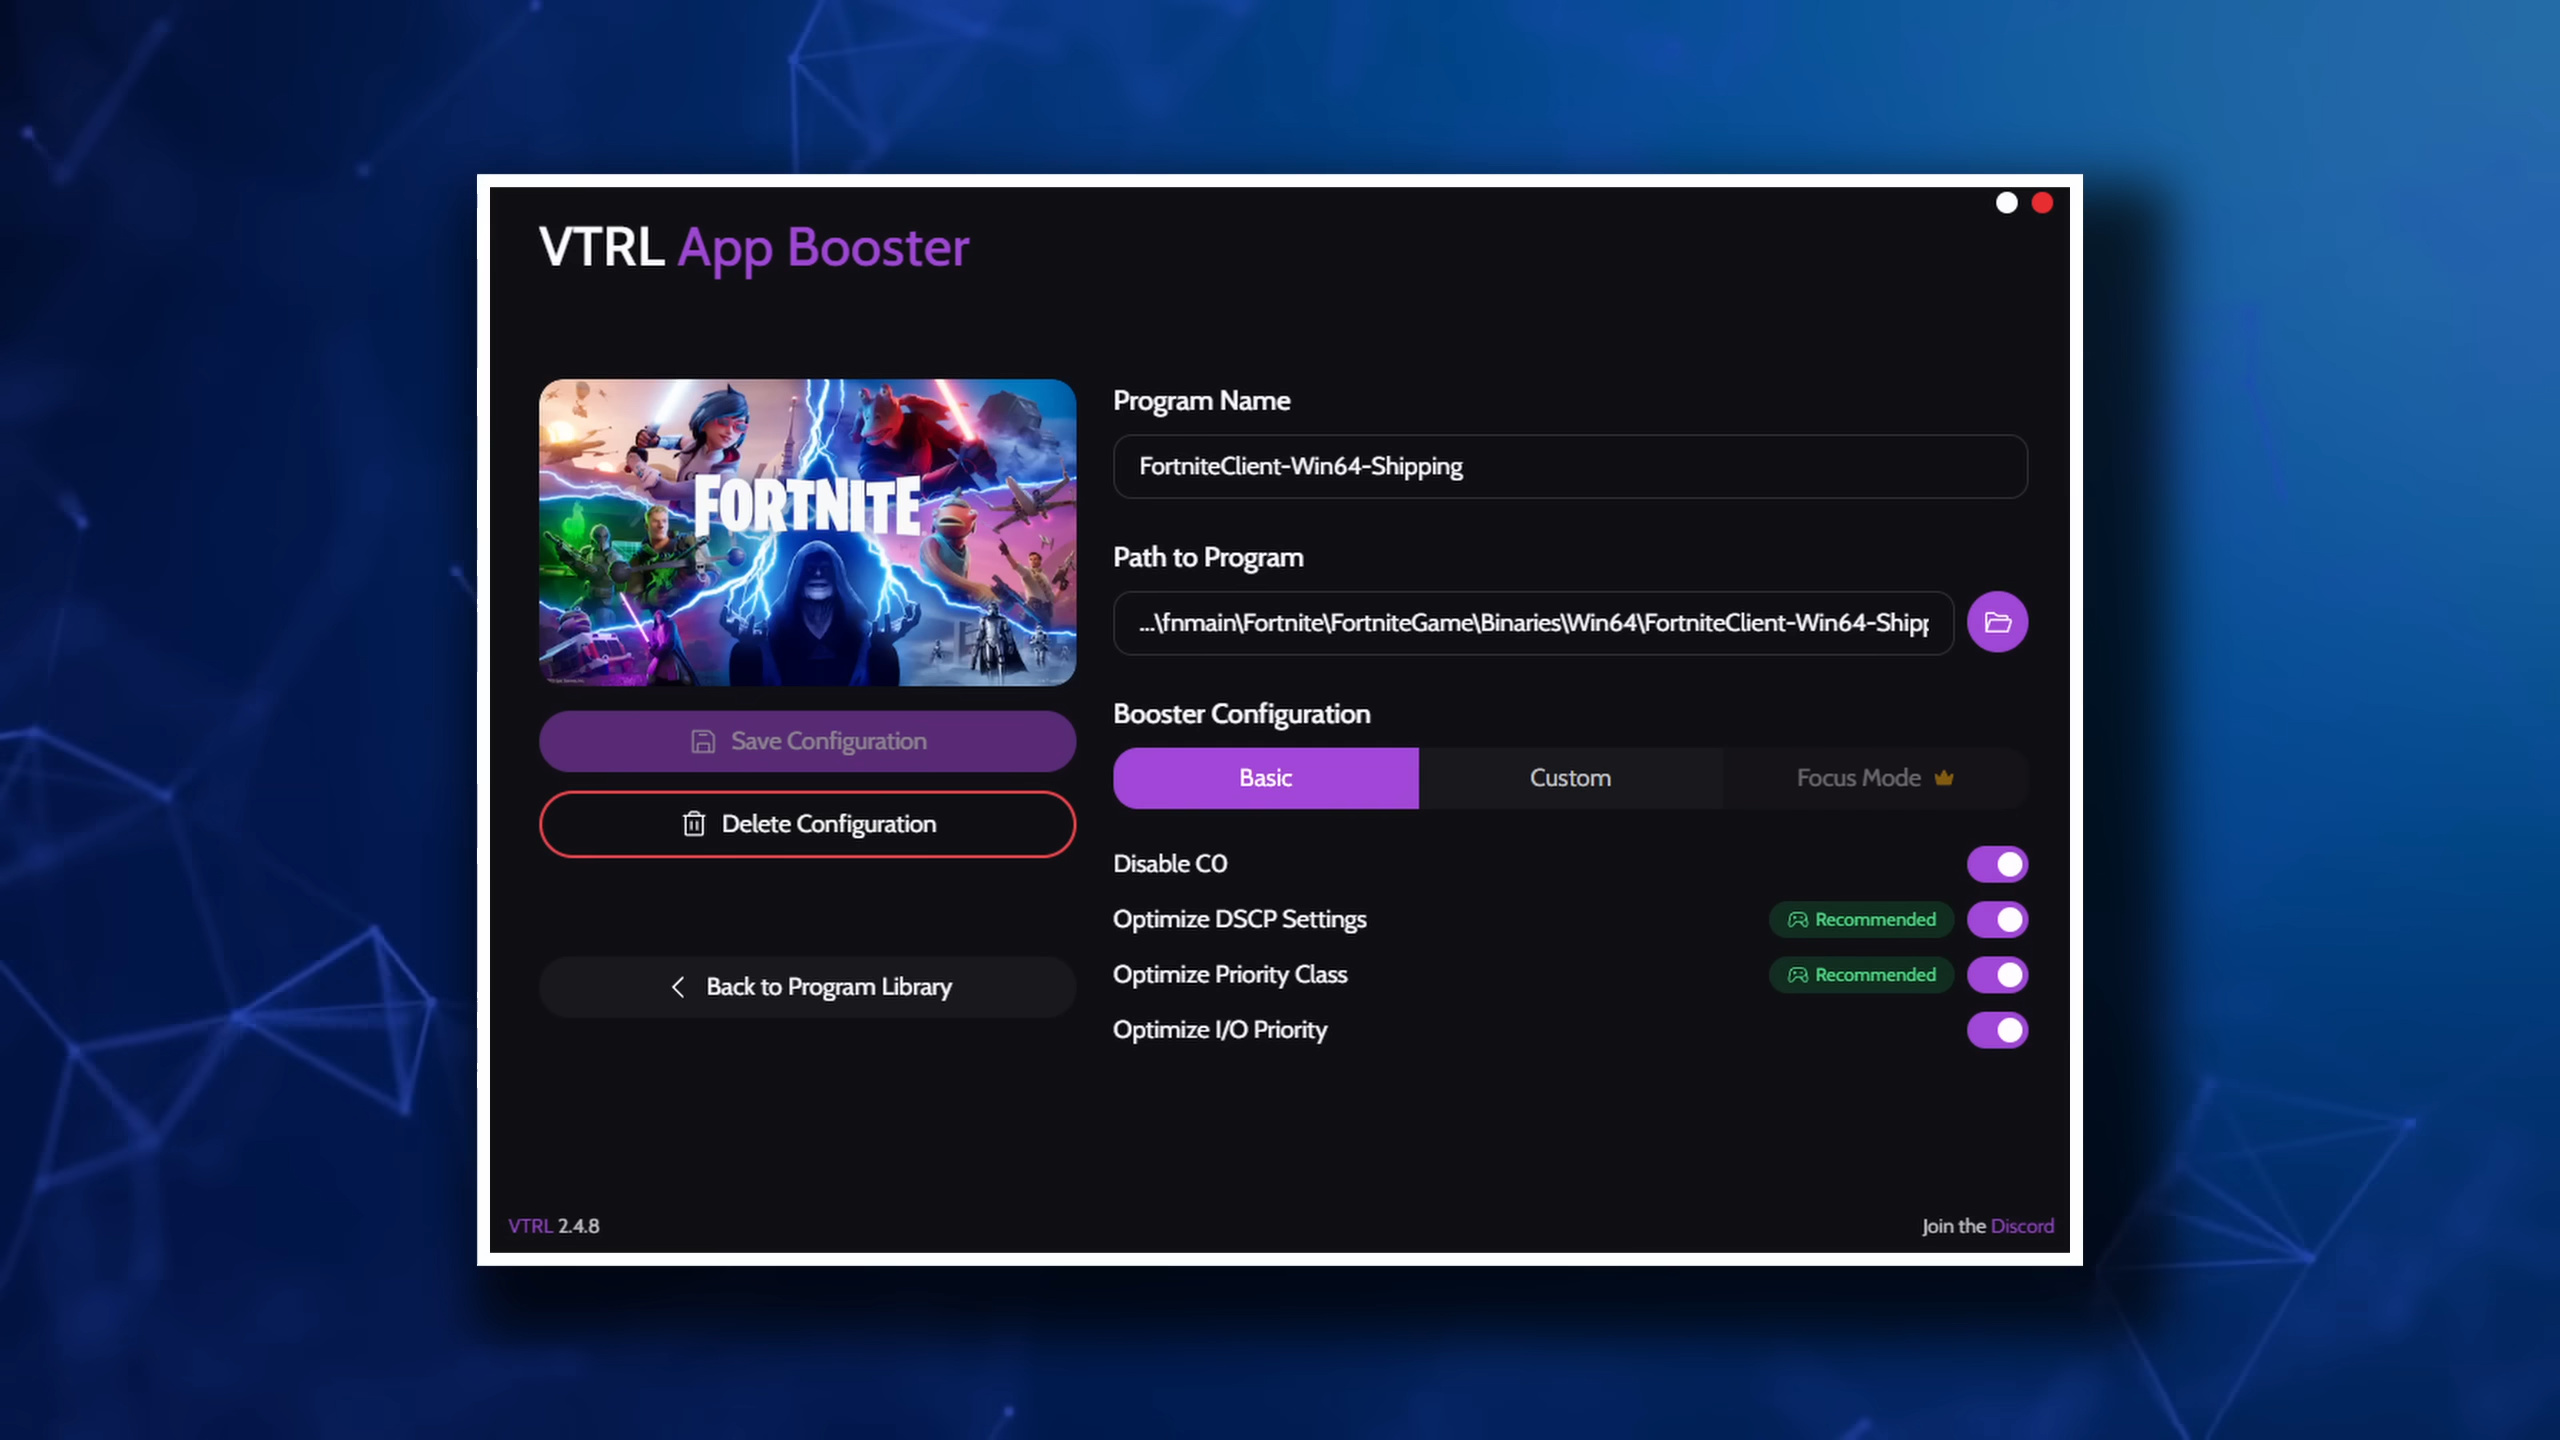 VTRL App Booster
FORTNITE
Save Configuration
Delete Configuration
Back to Program Library
Program Name
FortniteClient-Win64-Shipping
Path to Program
...\fnmain\Fortnite\FortniteGame\Binaries\Win64\FortniteClient-Win64-Shipp
Booster Configuration
Basic Custom Focus Mode
Disable C0
Optimize DSCP Settings Recommended
Optimize Priority Class Recommended
Optimize I/O Priority
VTRL 2.4.8
Join the Discord